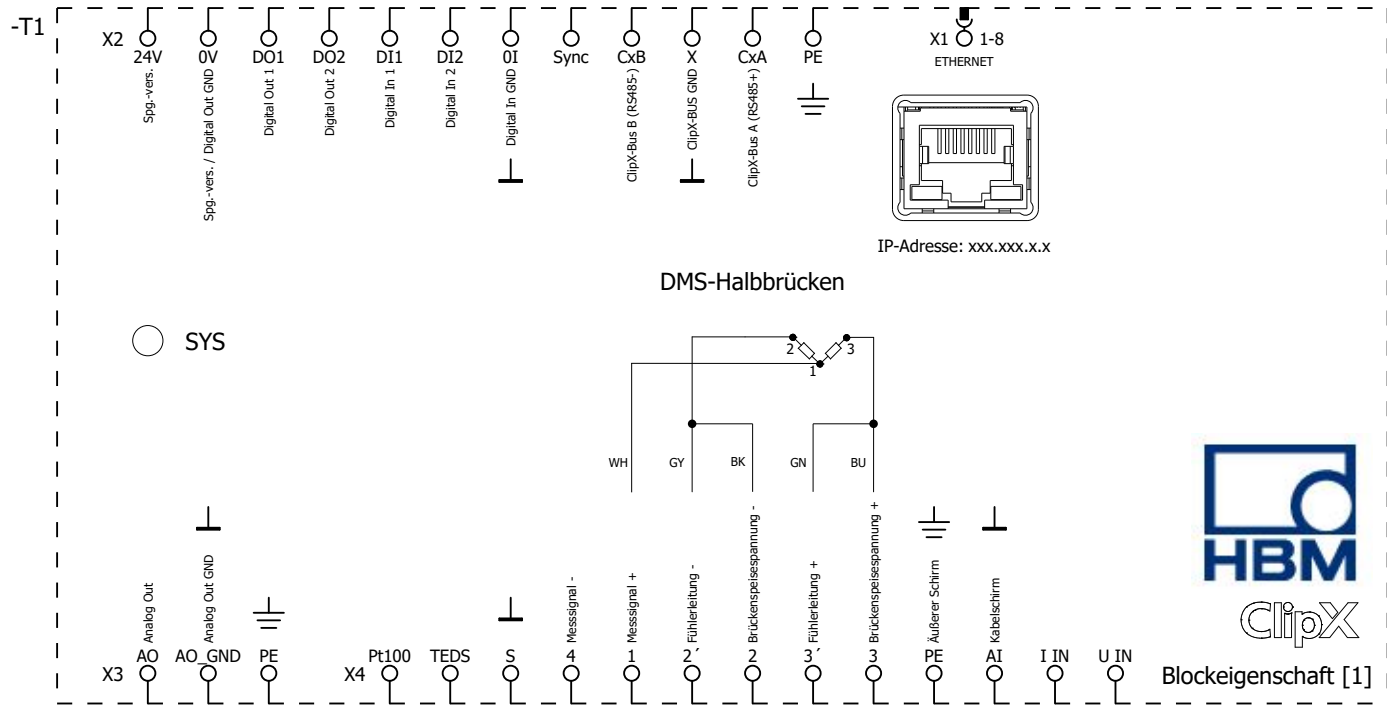 -T1
X2 24V 0V DO1 DO2 DI1 DI2 0I Sync CxB X CxA PE X1 1-8
ETHERNET
Spg.-vers.
Spg.-vers. / Digital Out GND
Digital Out 1
Digital Out 2
Digital In 1
Digital In 2
Digital In GND
ClipX-Bus B (RS485-)
ClipX-BUS GND
ClipX-Bus A (RS485+)
IP-Adresse: xxx.xxx.x.x
DMS-Halbbrücken
SYS
2 3
1
WH GY BK GN BU
HBM
ClipX
Analog Out
Analog Out GND
Messsignal -
Messsignal +
Fühlerleitung -
Brückenspeisespannung -
Fühlerleitung +
Brückenspeisespannung +
Äußerer Schirm
Kabelschirm
X3 AO AO_GND PE X4 Pt100 TEDS S 4 1 2´ 2 3´ 3 PE AI I IN U IN
Blockeigenschaft [1]